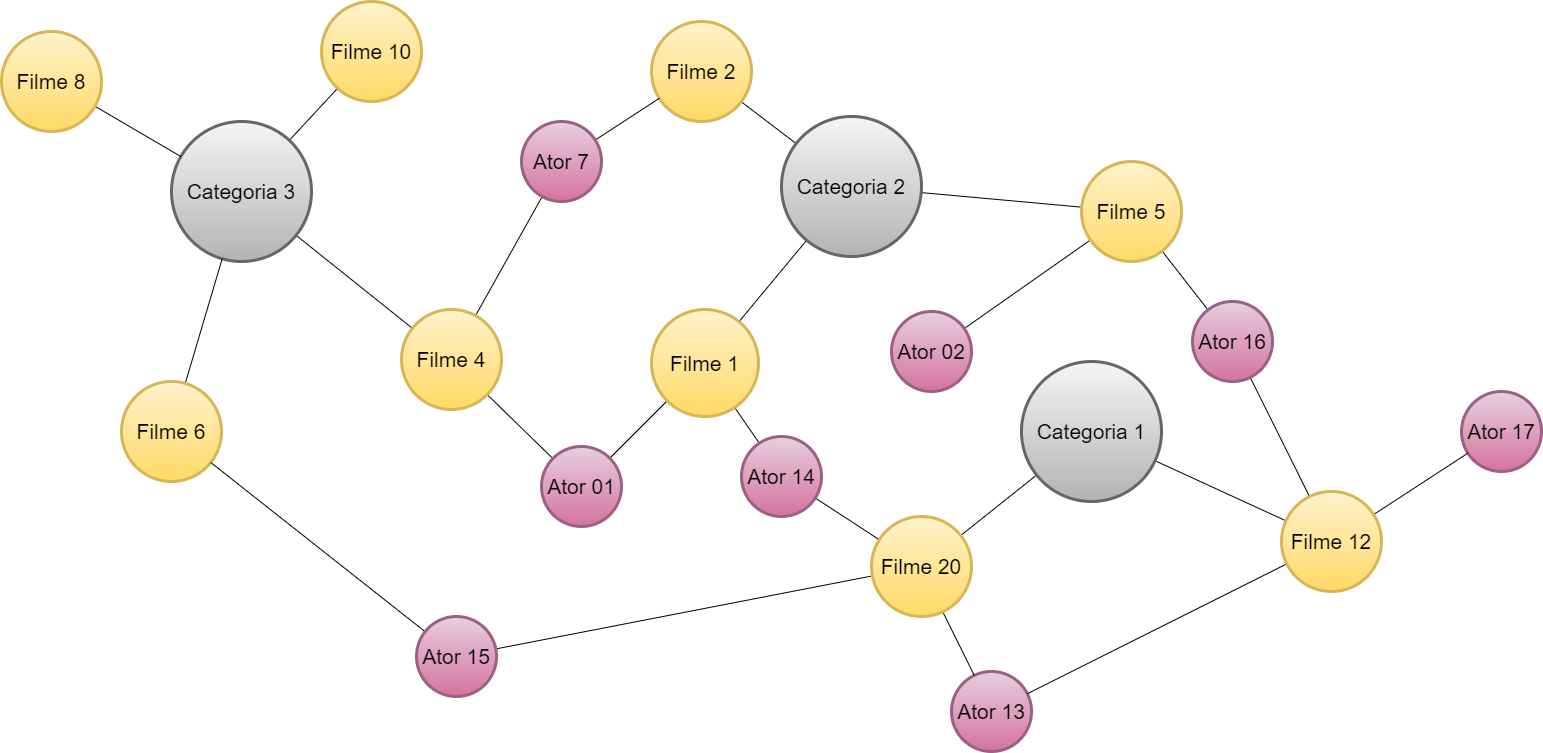 Filme 10
Filme 8
Filme 2
Ator 7
Categoria 3
Categoria 2
Filme 5
Filme 4
Filme 1
Ator 02
Ator 16
Filme 6
Categoria 1
Ator 17
Ator 01
Ator 14
Filme 12
Filme 20
Ator 15
Ator 13